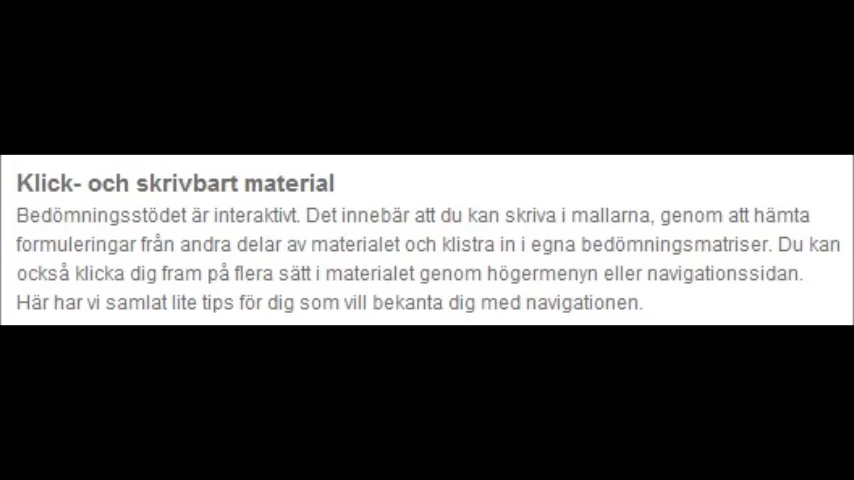 Klick- och skrivbart material
Bedömningsstödet är interaktivt. Det innebär att du kan skriva i mallarna, genom att hämta
formuleringar från andra delar av materialet och klistra in i egna bedömningsmatriser. Du kan
också klicka dig fram på flera sätt i materialet genom högermenyn eller navigationssidan.
Här har vi samlat lite tips för dig som vill bekanta dig med navigationen.